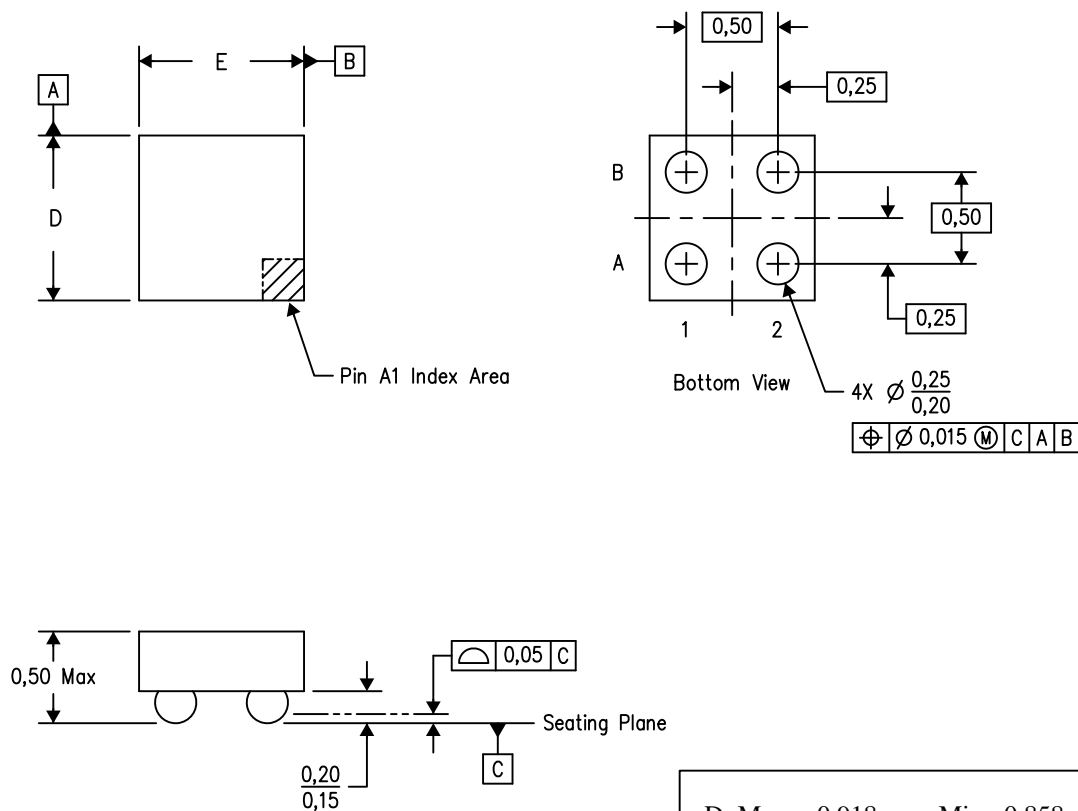 0,50
E
B
A
0,25
B
D
0,50
A
0,25
1 2
Pin A1 Index Area
Bottom View
4X Ø 0,25
0,20
⌖ Ø 0,015 Ⓜ C A B
0,05 C
0,50 Max
Seating Plane
C
0,20
0,15